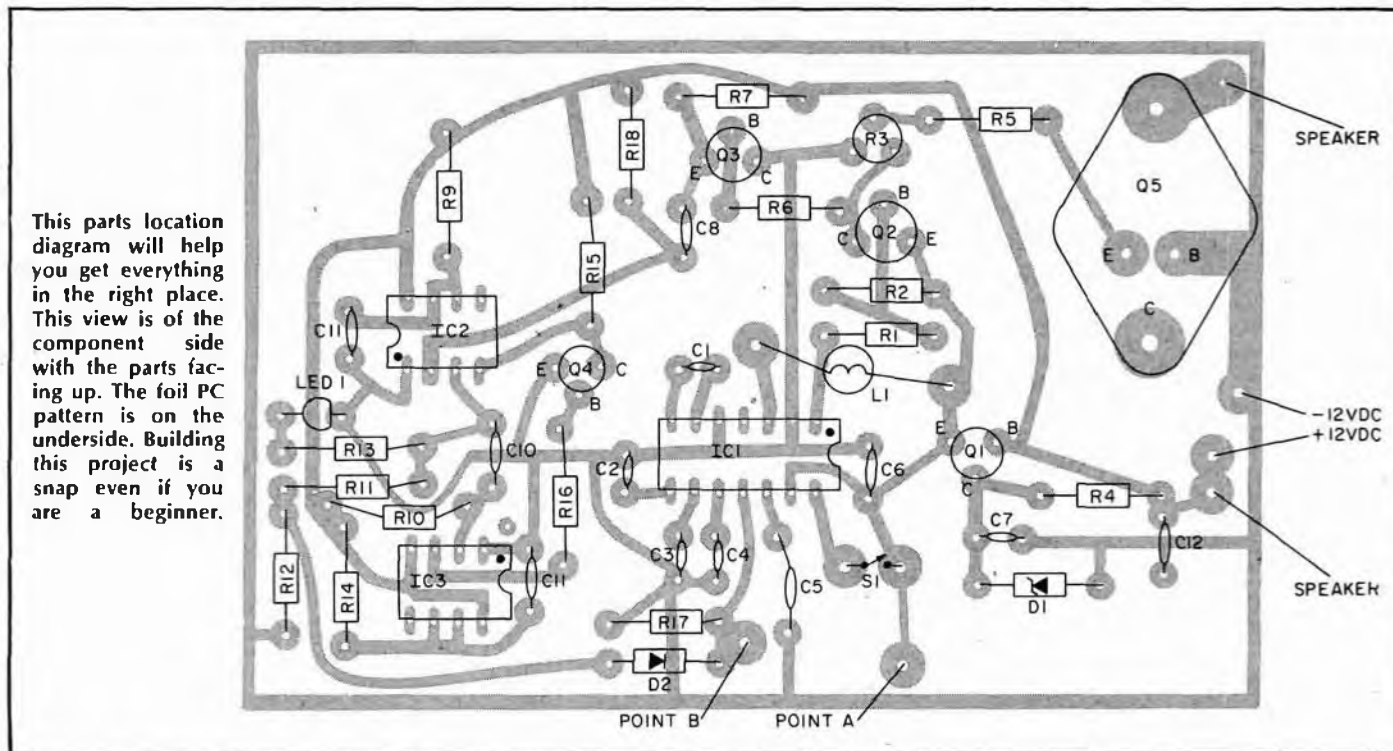 This parts location
diagram will help
you get everything
in the right place.
This view is of the
component side
with the parts fac-
ing up. The foil PC
pattern is on the
underside. Building
this project is a
snap even if you
are a beginner.
R7
R18
B
Q3
E
C
R3
R5
SPEAKER
R9
Q5
C8
R6
B
Q2
C
E
E
B
R15
R2
C
C11
IC2
R1
C1
LED 1
E
Q4
C
B
L1
-12VDC
+12VDC
R13
C10
C2
IC1
C6
E
B
Q1
C
R11
R10
R16
R4
C7
C12
R12
R14
IC3
C11
C3
C4
C5
S1
D1
SPEAKER
R17
D2
POINT B
POINT A